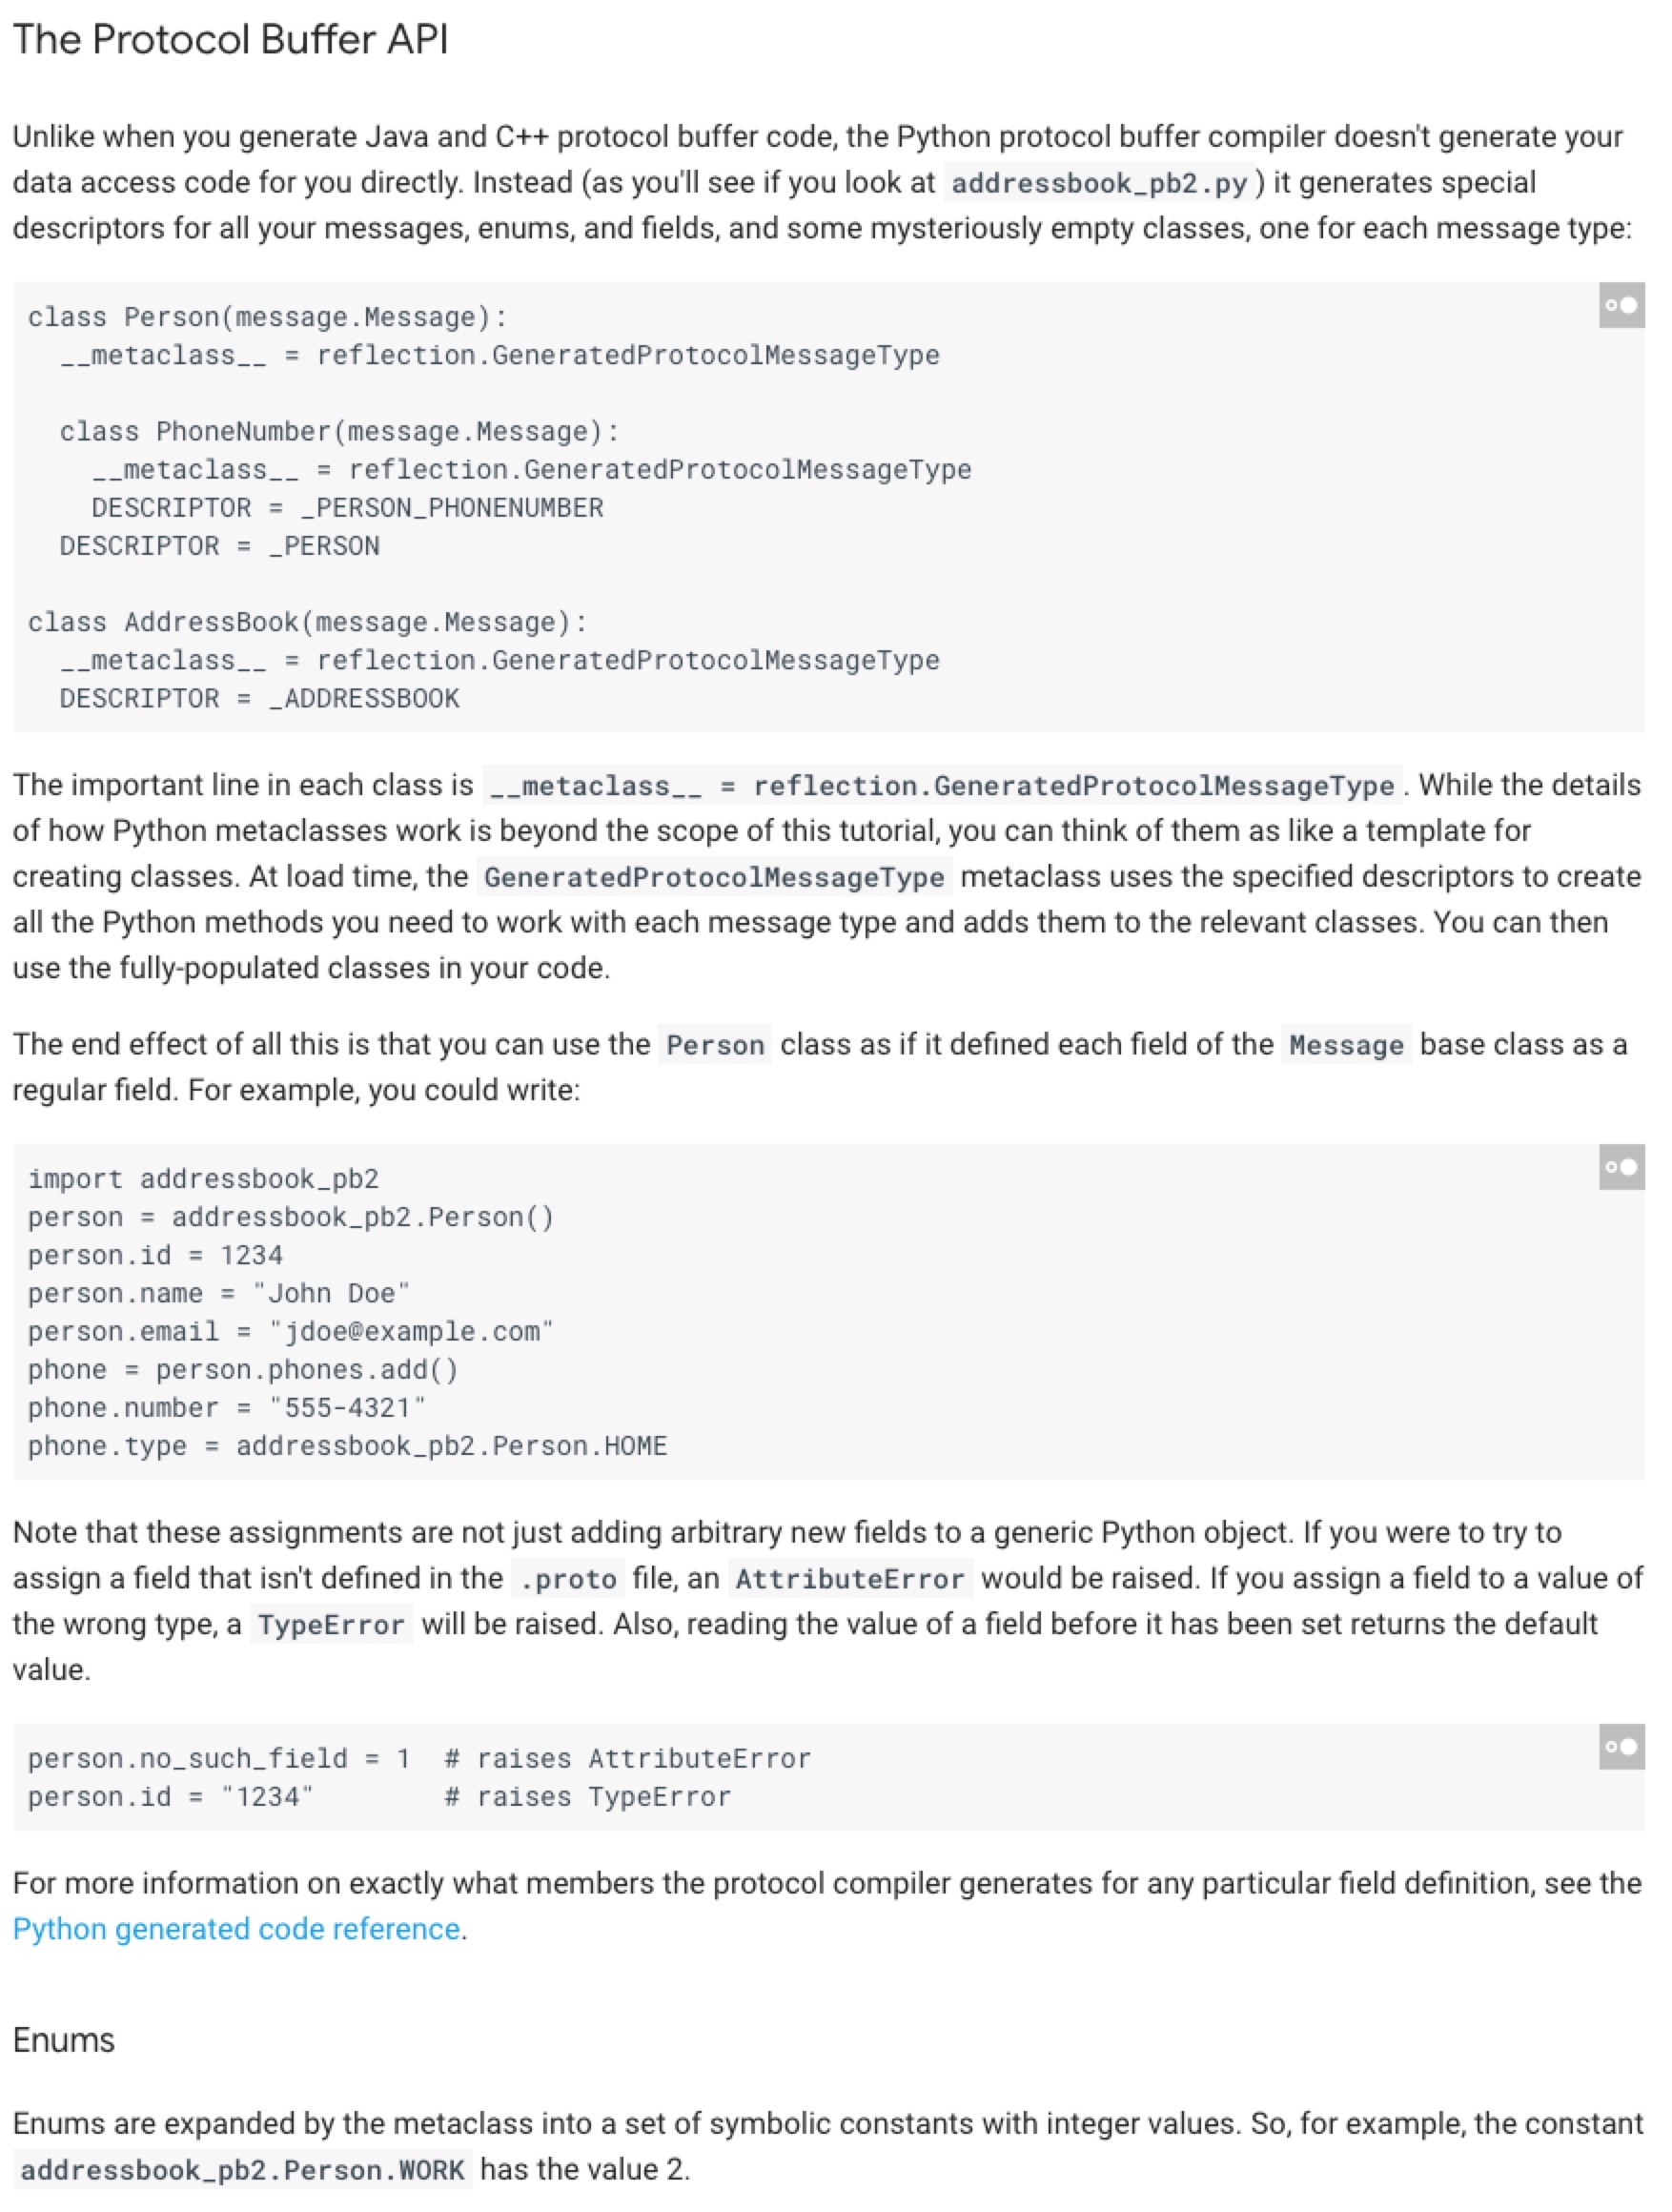 The Protocol Buffer API
Unlike when you generate Java and C++ protocol buffer code, the Python protocol buffer compiler doesn't generate your
data access code for you directly. Instead (as you'll see if you look at addressbook_pb2.py) it generates special
descriptors for all your messages, enums, and fields, and some mysteriously empty classes, one for each message type:
class Person(message.Message):
  __metaclass__ = reflection.GeneratedProtocolMessageType

  class PhoneNumber(message.Message):
    __metaclass__ = reflection.GeneratedProtocolMessageType
    DESCRIPTOR = _PERSON_PHONENUMBER
  DESCRIPTOR = _PERSON

class AddressBook(message.Message):
  __metaclass__ = reflection.GeneratedProtocolMessageType
  DESCRIPTOR = _ADDRESSBOOK
The important line in each class is __metaclass__ = reflection.GeneratedProtocolMessageType. While the details
of how Python metaclasses work is beyond the scope of this tutorial, you can think of them as like a template for
creating classes. At load time, the GeneratedProtocolMessageType metaclass uses the specified descriptors to create
all the Python methods you need to work with each message type and adds them to the relevant classes. You can then
use the fully-populated classes in your code.
The end effect of all this is that you can use the Person class as if it defined each field of the Message base class as a
regular field. For example, you could write:
import addressbook_pb2
person = addressbook_pb2.Person()
person.id = 1234
person.name = "John Doe"
person.email = "jdoe@example.com"
phone = person.phones.add()
phone.number = "555-4321"
phone.type = addressbook_pb2.Person.HOME
Note that these assignments are not just adding arbitrary new fields to a generic Python object. If you were to try to
assign a field that isn't defined in the .proto file, an AttributeError would be raised. If you assign a field to a value of
the wrong type, a TypeError will be raised. Also, reading the value of a field before it has been set returns the default
value.
person.no_such_field = 1  # raises AttributeError
person.id = "1234"        # raises TypeError
For more information on exactly what members the protocol compiler generates for any particular field definition, see the
Python generated code reference.
Enums
Enums are expanded by the metaclass into a set of symbolic constants with integer values. So, for example, the constant
addressbook_pb2.Person.WORK has the value 2.